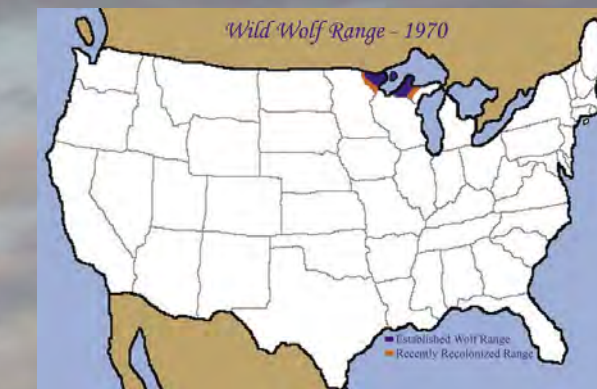 Wild Wolf Range - 1970
Established Wolf Range
Recently Recolonized Range